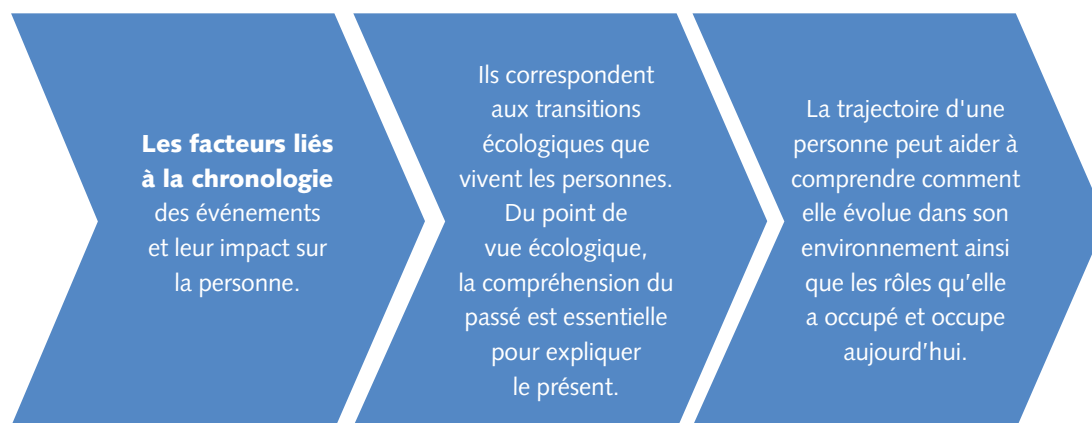 Les facteurs liés
à la chronologie
des événements
et leur impact sur
la personne.
Ils correspondent
aux transitions
écologiques que
vivent les personnes.
Du point de
vue écologique,
la compréhension du
passé est essentielle
pour expliquer
le présent.
La trajectoire d'une
personne peut aider à
comprendre comment
elle évolue dans son
environnement ainsi
que les rôles qu’elle
a occupé et occupe
aujourd’hui.